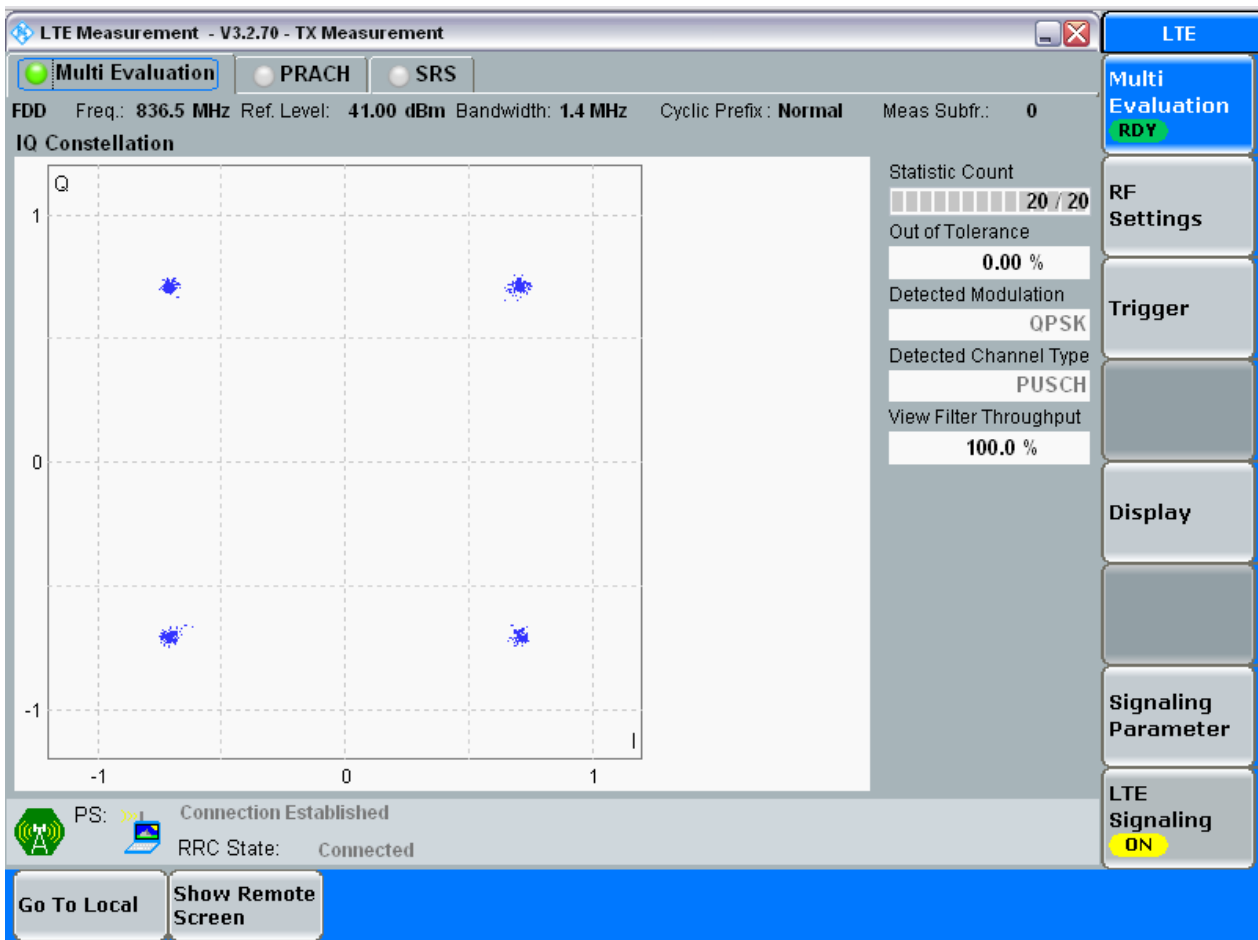 LTE Measurement - V3.2.70 - TX Measurement
LTE
Multi Evaluation PRACH SRS
FDD Freq.: 836.5 MHz Ref. Level: 41.00 dBm Bandwidth: 1.4 MHz Cyclic Prefix : Normal Meas Subfr.: 0
IQ Constellation
Q
1
0
-1
-1 0 1
I
Statistic Count
20 / 20
Out of Tolerance
0.00 %
Detected Modulation
QPSK
Detected Channel Type
PUSCH
View Filter Throughput
100.0 %
Multi
Evaluation
RDY
RF
Settings
Trigger
Display
Signaling
Parameter
LTE
Signaling
ON
PS: Connection Established
RRC State: Connected
Go To Local
Show Remote
Screen